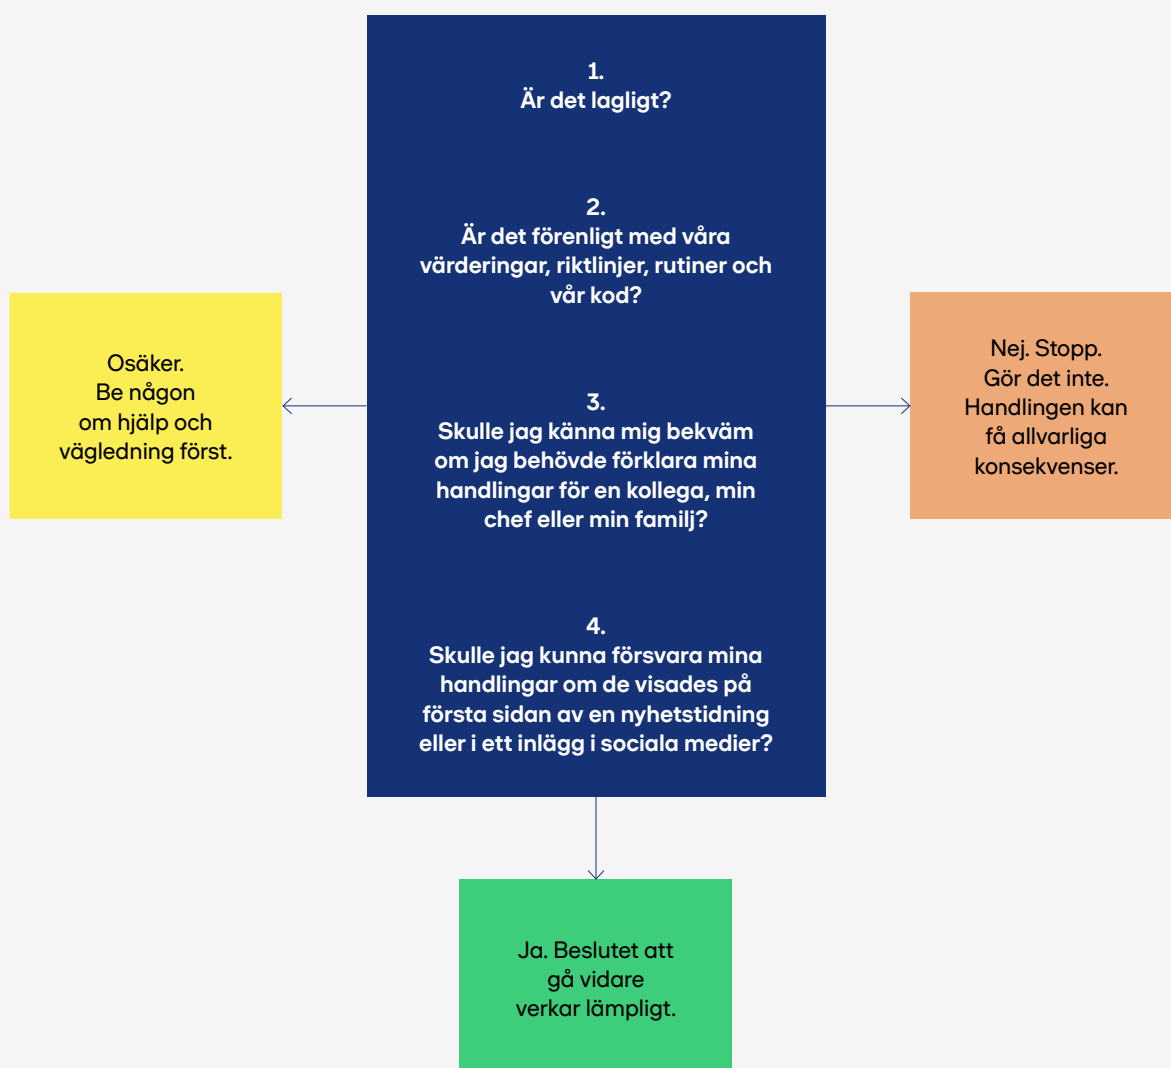 1.
Är det lagligt?
2.
Är det förenligt med våra
värderingar, riktlinjer, rutiner och
vår kod?
3.
Skulle jag känna mig bekväm
om jag behövde förklara mina
handlingar för en kollega, min
chef eller min familj?
4.
Skulle jag kunna försvara mina
handlingar om de visades på
första sidan av en nyhetstidning
eller i ett inlägg i sociala medier?
Osäker.
Be någon
om hjälp och
vägledning först.
Nej. Stopp.
Gör det inte.
Handlingen kan
få allvarliga
konsekvenser.
Ja. Beslutet att
gå vidare
verkar lämpligt.